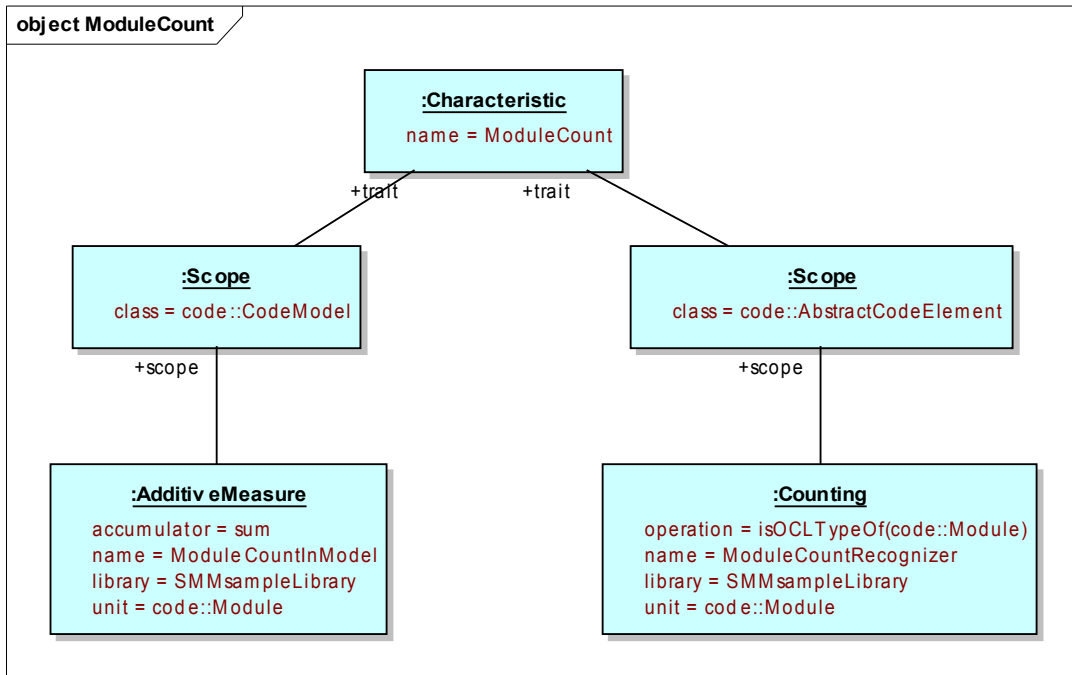 object ModuleCount
:Characteristic
name = ModuleCount
+trait
+trait
:Scope
class = code::CodeModel
:Scope
class = code::AbstractCodeElement
+scope
+scope
:AdditiveMeasure
accumulator = sum
name = ModuleCountInModel
library = SMMsampleLibrary
unit = code::Module
:Counting
operation = isOCLTypeOf(code::Module)
name = ModuleCountRecognizer
library = SMMsampleLibrary
unit = code::Module